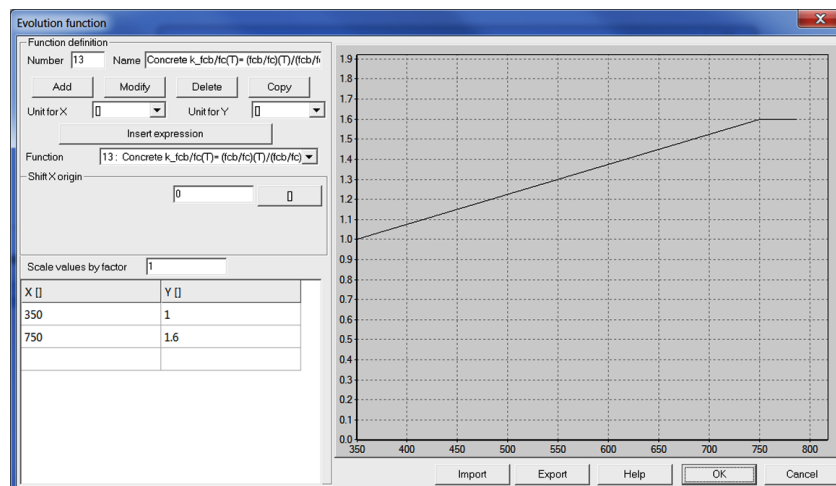 Evolution function
Function definition
Number 13 Name Concrete k_fcb/fc(T)= (fcb/fc)(T)/(fcb/f
Add Modify Delete Copy
Unit for X [] Unit for Y []
Insert expression
Function 13 : Concrete k_fcb/fc(T)= (fcb/fc)(T)/(fcb/fc)
Shift X origin
0 []
Scale values by factor 1
X [] Y []
350 1
750 1.6
1.9
1.8
1.7
1.6
1.5
1.4
1.3
1.2
1.1
1.0
0.9
0.8
0.7
0.6
0.5
0.4
0.3
0.2
0.1
0.0
350 400 450 500 550 600 650 700 750 800
Import Export Help OK Cancel